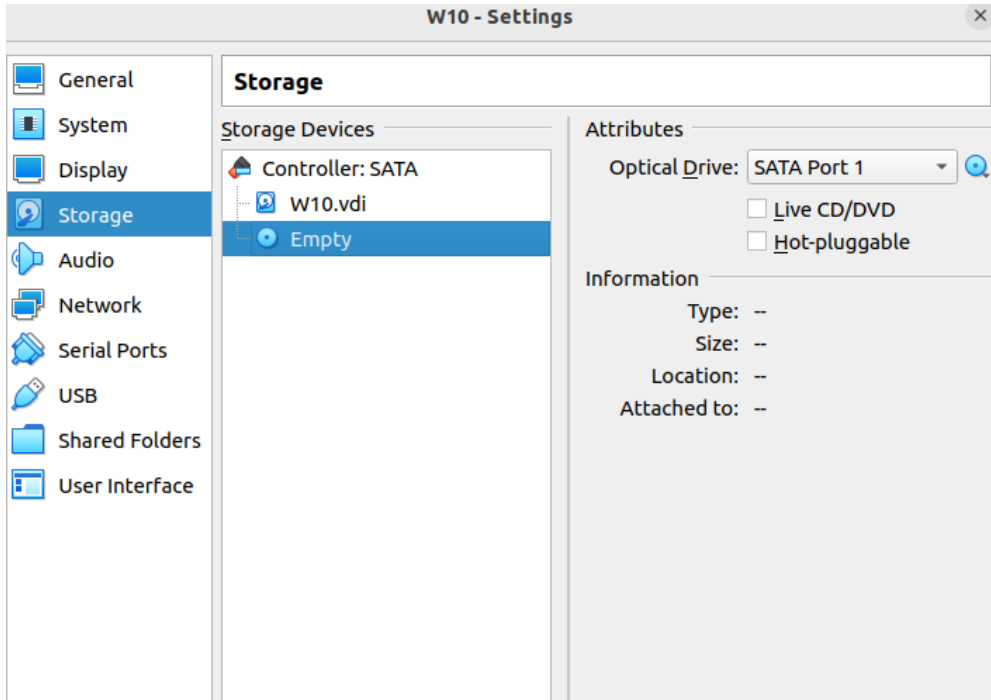 W10 - Settings
General
System
Display
Storage
Audio
Network
Serial Ports
USB
Shared Folders
User Interface
Storage
Storage Devices
Controller: SATA
W10.vdi
Empty
Attributes
Optical Drive: SATA Port 1
Live CD/DVD
Hot-pluggable
Information
Type: --
Size: --
Location: --
Attached to: --